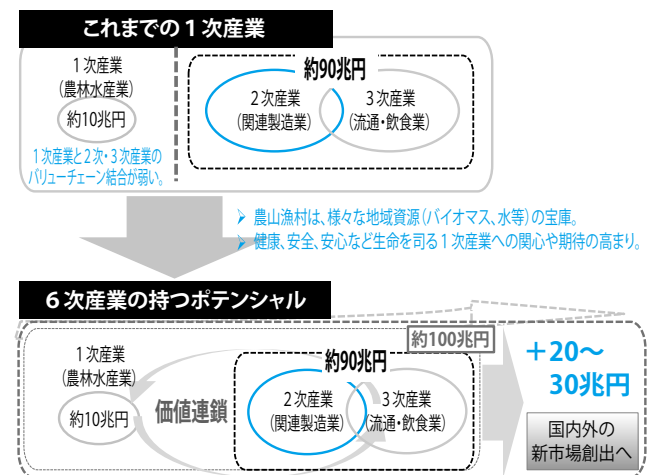 これまでの１次産業
１次産業
（農林水産業）
約10兆円
１次産業と２次・３次産業の
バリューチェーン結合が弱い。
約90兆円
２次産業
（関連製造業）
３次産業
（流通・飲食業）
➢ 農山漁村は、様々な地域資源（バイオマス、水等）の宝庫。
➢ 健康、安全、安心など生命を司る１次産業への関心や期待の高まり。
６次産業の持つポテンシャル
約100兆円
１次産業
（農林水産業）
約10兆円
価値連鎖
約90兆円
２次産業
（関連製造業）
３次産業
（流通・飲食業）
＋20～
30兆円
国内外の
新市場創出へ